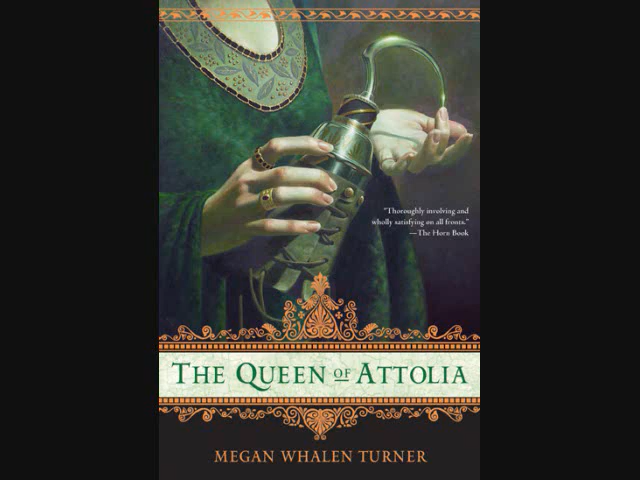 "Thoroughly involving and
wholly satisfying on all fronts."
—The Horn Book
THE QUEEN OF ATTOLIA
MEGAN WHALEN TURNER